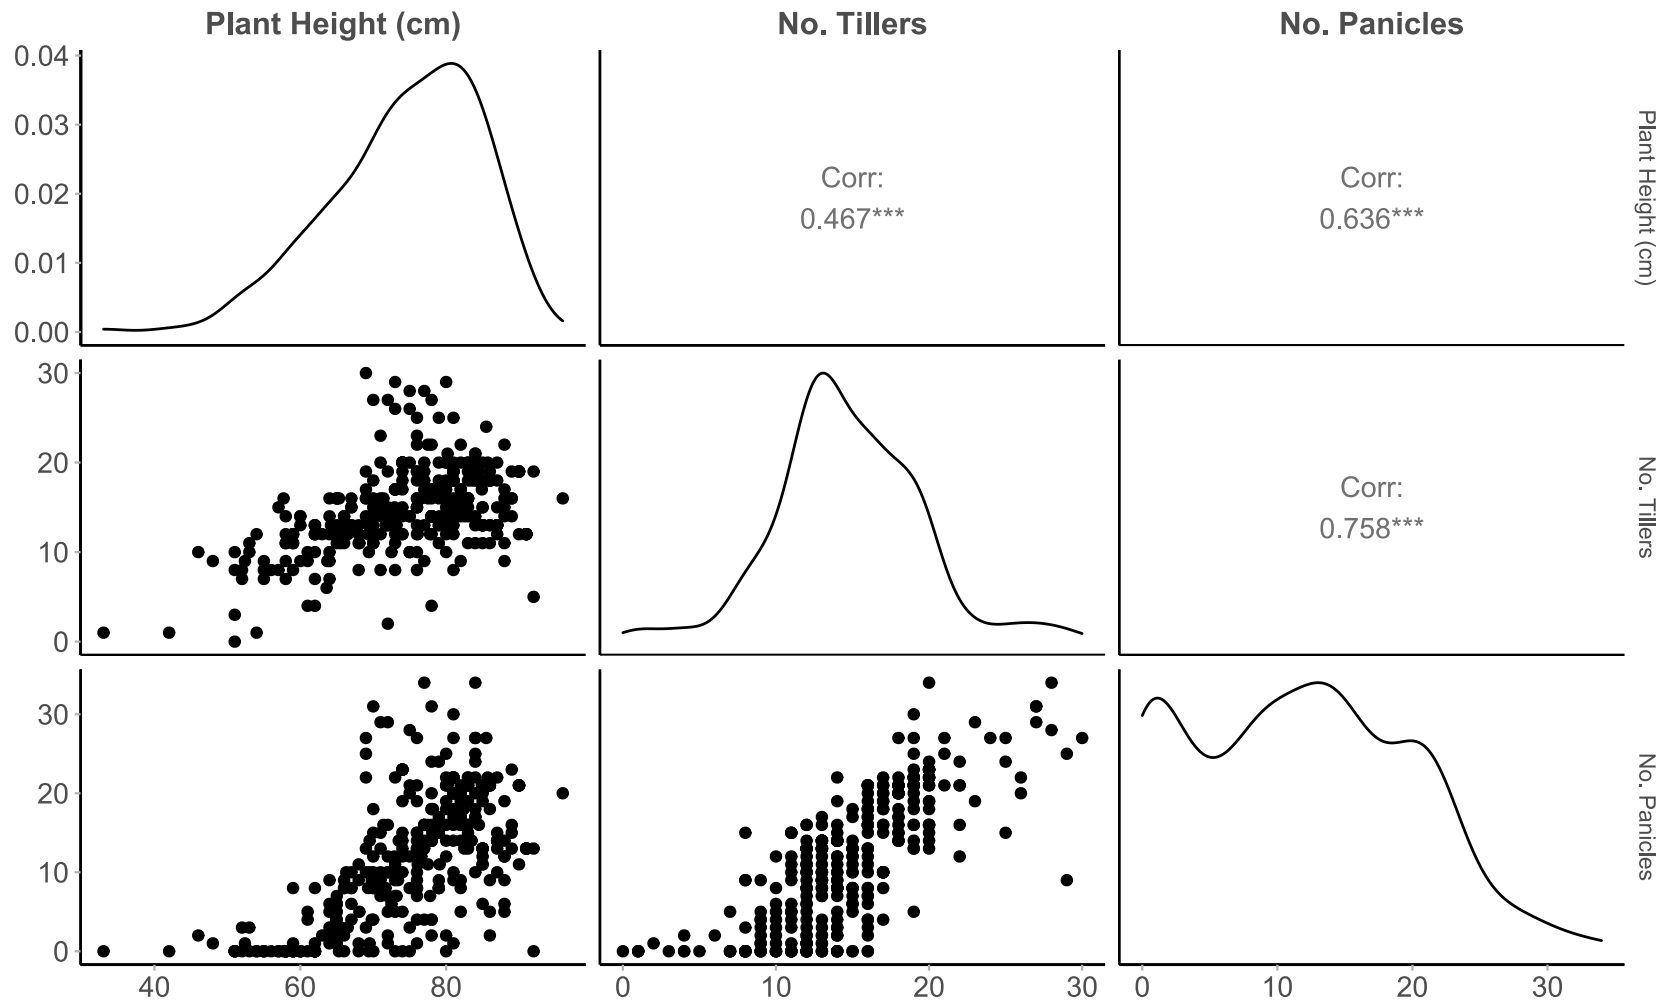 Plant Height (cm) No. Tillers No. Panicles
0.04
0.03
0.02
0.01
0.00
Corr:
0.467***
Corr:
0.636***
Plant Height (cm)
30
20
10
0
Corr:
0.758***
No. Tillers
30
20
10
0
No. Panicles
40 60 80 0 10 20 30 0 10 20 30